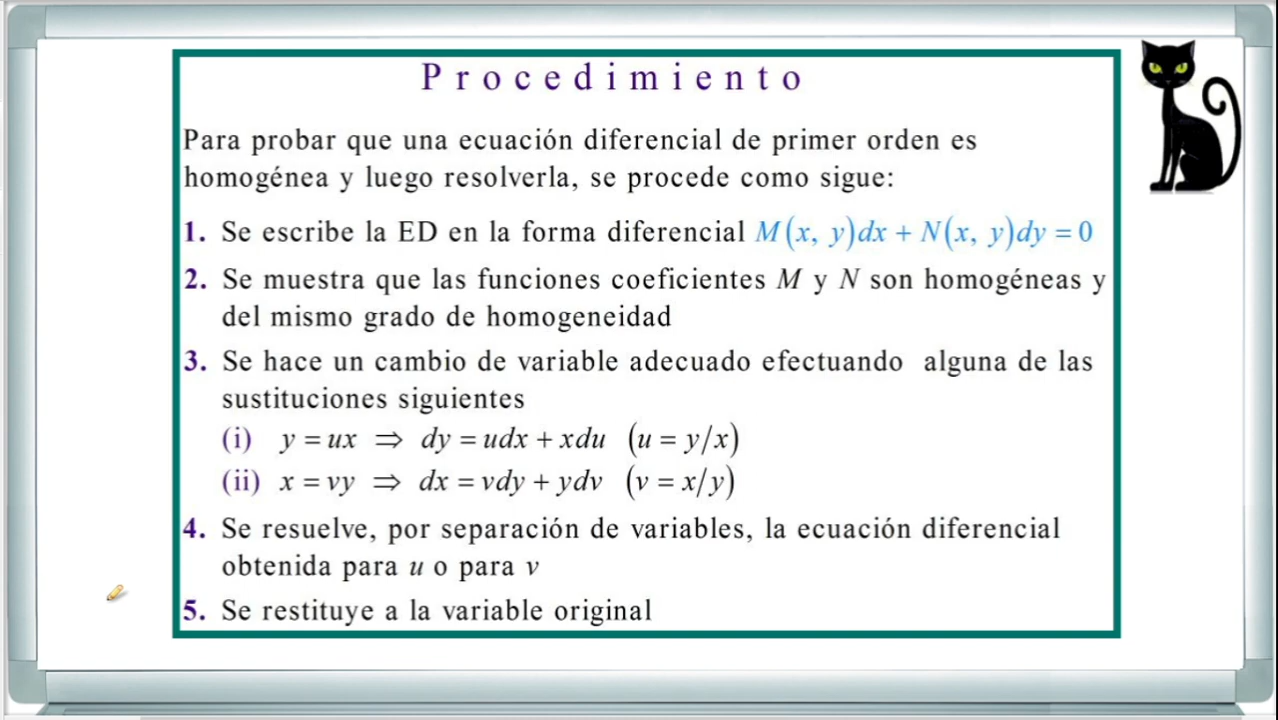 Procedimiento
Para probar que una ecuación diferencial de primer orden es
homogénea y luego resolverla, se procede como sigue:
1. Se escribe la ED en la forma diferencial M(x, y)dx + N(x, y)dy = 0
2. Se muestra que las funciones coeficientes M y N son homogéneas y
del mismo grado de homogeneidad
3. Se hace un cambio de variable adecuado efectuando alguna de las
sustituciones siguientes
(i) y = ux ⇒ dy = udx + xdu (u = y/x)
(ii) x = vy ⇒ dx = vdy + ydv (v = x/y)
4. Se resuelve, por separación de variables, la ecuación diferencial
obtenida para u o para v
5. Se restituye a la variable original